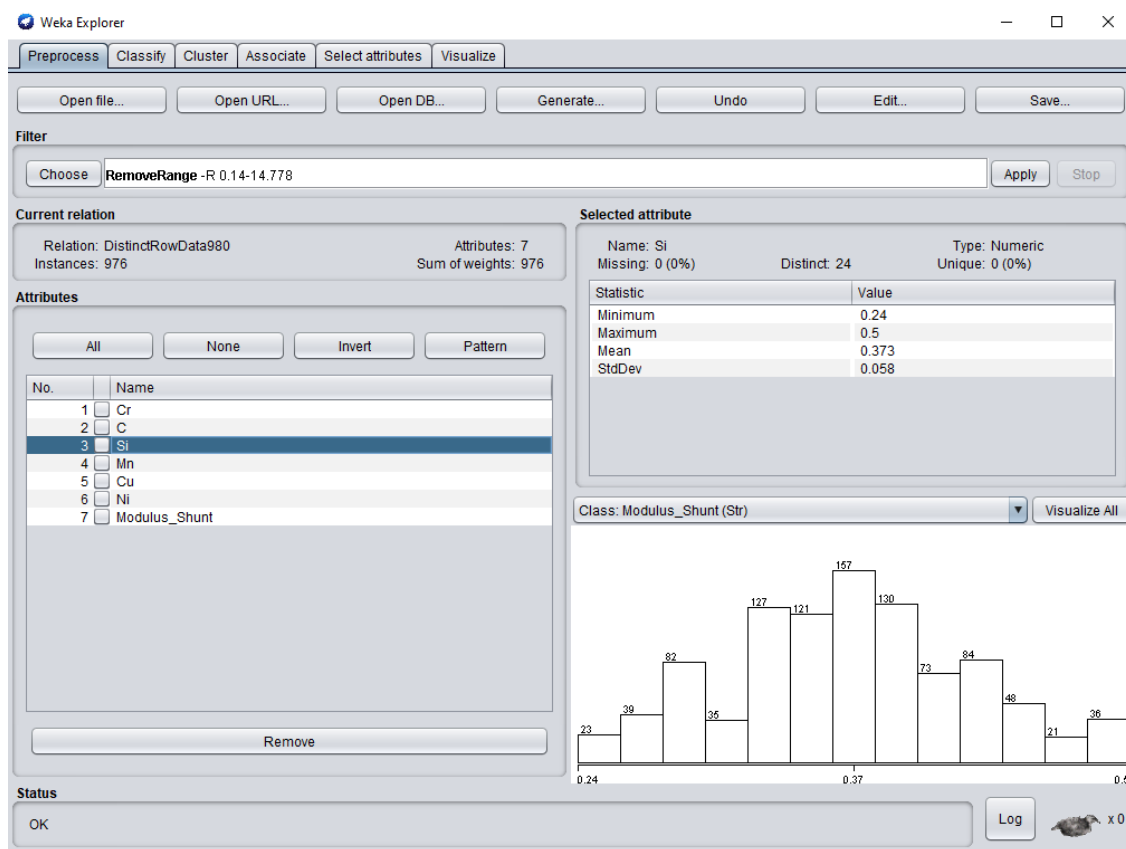 Weka Explorer
Preprocess Classify Cluster Associate Select attributes Visualize
Open file... Open URL... Open DB... Generate... Undo Edit... Save...
Filter
Choose RemoveRange -R 0.14-14.778 Apply Stop
Current relation
Relation: DistinctRowData980 Attributes: 7
Instances: 976 Sum of weights: 976
Attributes
All None Invert Pattern
No. Name
1 Cr
2 C
3 Si
4 Mn
5 Cu
6 Ni
7 Modulus_Shunt
Remove
Selected attribute
Name: Si Type: Numeric
Missing: 0 (0%) Distinct: 24 Unique: 0 (0%)
Statistic Value
Minimum 0.24
Maximum 0.5
Mean 0.373
StdDev 0.058
Class: Modulus_Shunt (Str) Visualize All
23 39 82 35 127 121 157 130 73 84 48 21 36
0.24 0.37
Status
OK Log x 0